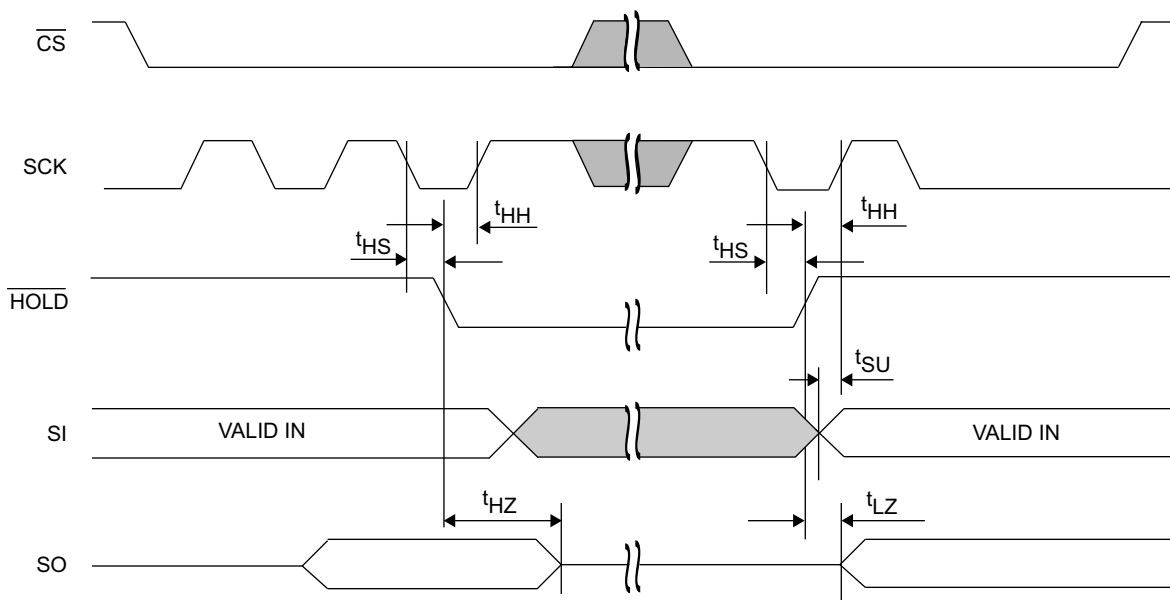 CS
SCK
tHH tHH
tHS tHS
HOLD
tSU
SI VALID IN VALID IN
tHZ tLZ
SO